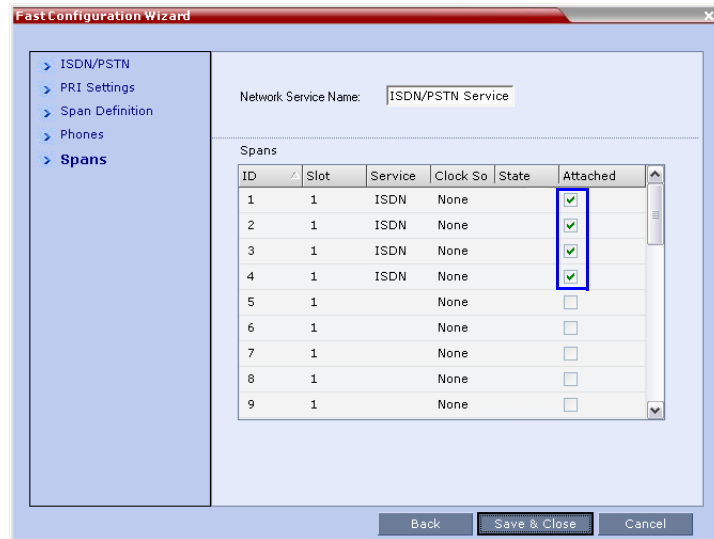 Fast Configuration Wizard
ISDN/PSTN
PRI Settings
Span Definition
Phones
Spans
Network Service Name: ISDN/PSTN Service
Spans
ID Slot Service Clock So State Attached
1 1 ISDN None
2 1 ISDN None
3 1 ISDN None
4 1 ISDN None
5 1 None
6 1 None
7 1 None
8 1 None
9 1 None
Back Save & Close Cancel